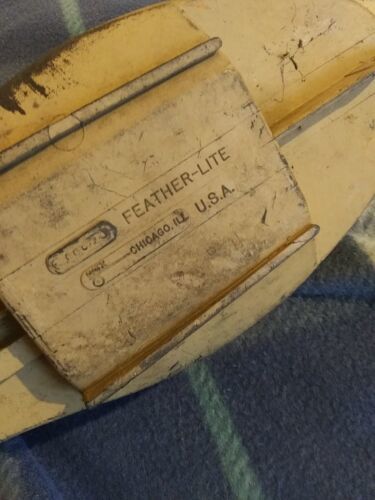 FEATHER-LITE
CHICAGO, ILL U.S.A.